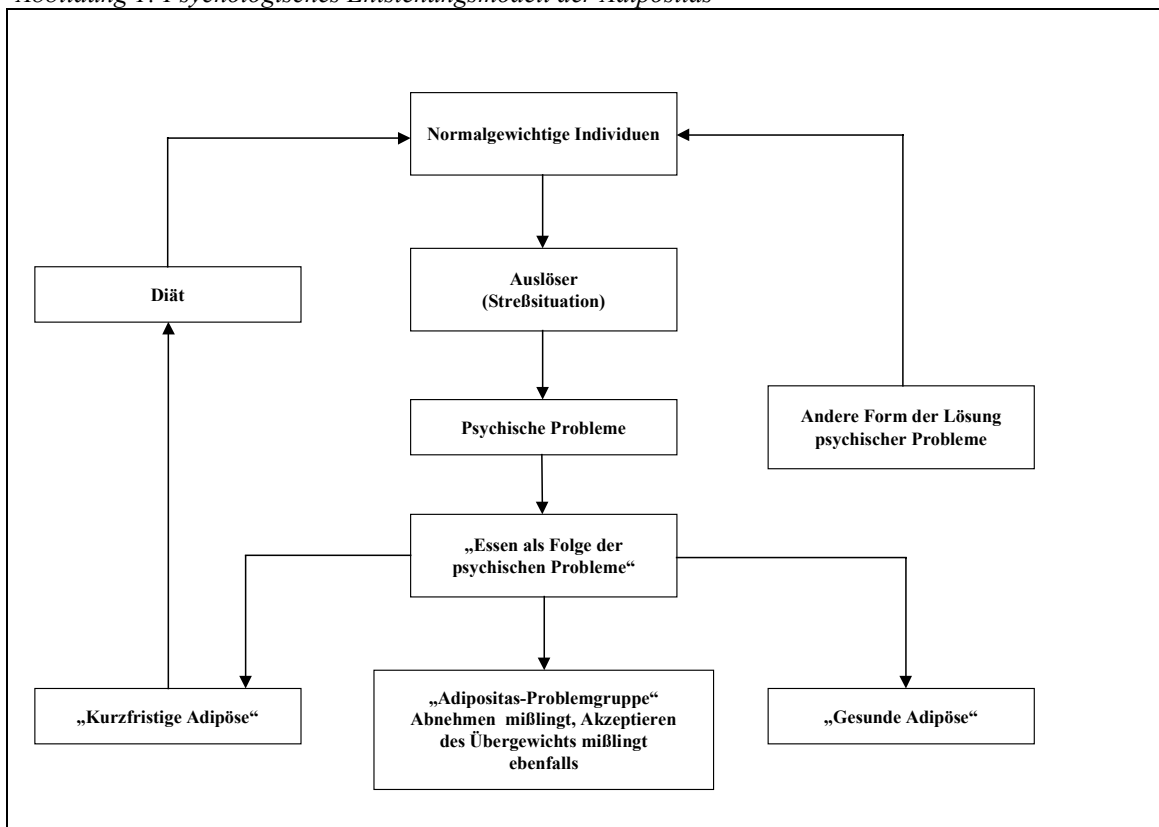 Abbildung 1: Psychologisches Entstehungsmodell der Adipositas
Normalgewichtige Individuen
Diät
Auslöser
(Streßsituation)
Psychische Probleme
Andere Form der Lösung
psychischer Probleme
„Essen als Folge der
psychischen Probleme“
„Kurzfristige Adipöse“
„Adipositas-Problemgruppe“
Abnehmen mißlingt, Akzeptieren
des Übergewichts mißlingt
ebenfalls
„Gesunde Adipöse“